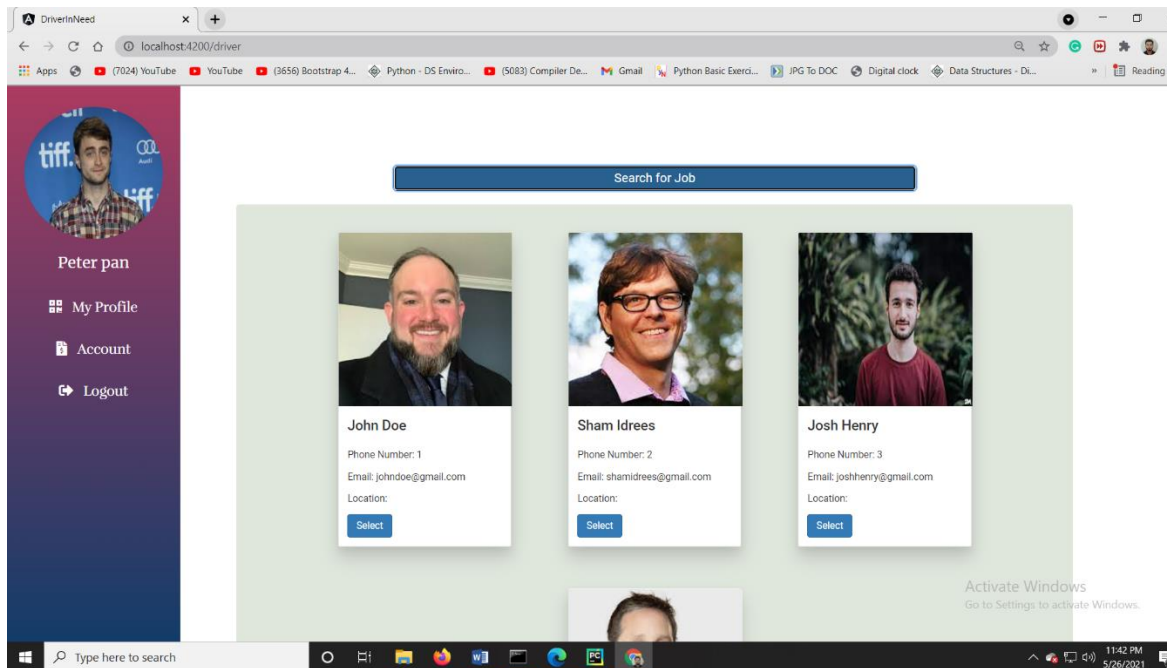 DriverInNeed
localhost:4200/driver
Apps
(7024) YouTube
YouTube
(3656) Bootstrap 4...
Python - DS Enviro...
(5083) Compiler De...
Gmail
Python Basic Exerci...
JPG To DOC
Digital clock
Data Structures - Di...
»
Reading
tiff.
Audi
tiff
Peter pan
My Profile
Account
Logout
Search for Job
John Doe
Phone Number: 1
Email: johndoe@gmail.com
Location:
Select
Sham Idrees
Phone Number: 2
Email: shamidrees@gmail.com
Location:
Select
Josh Henry
Phone Number: 3
Email: joshhenry@gmail.com
Location:
Select
Activate Windows
Go to Settings to activate Windows.
Type here to search
11:42 PM
5/26/2021